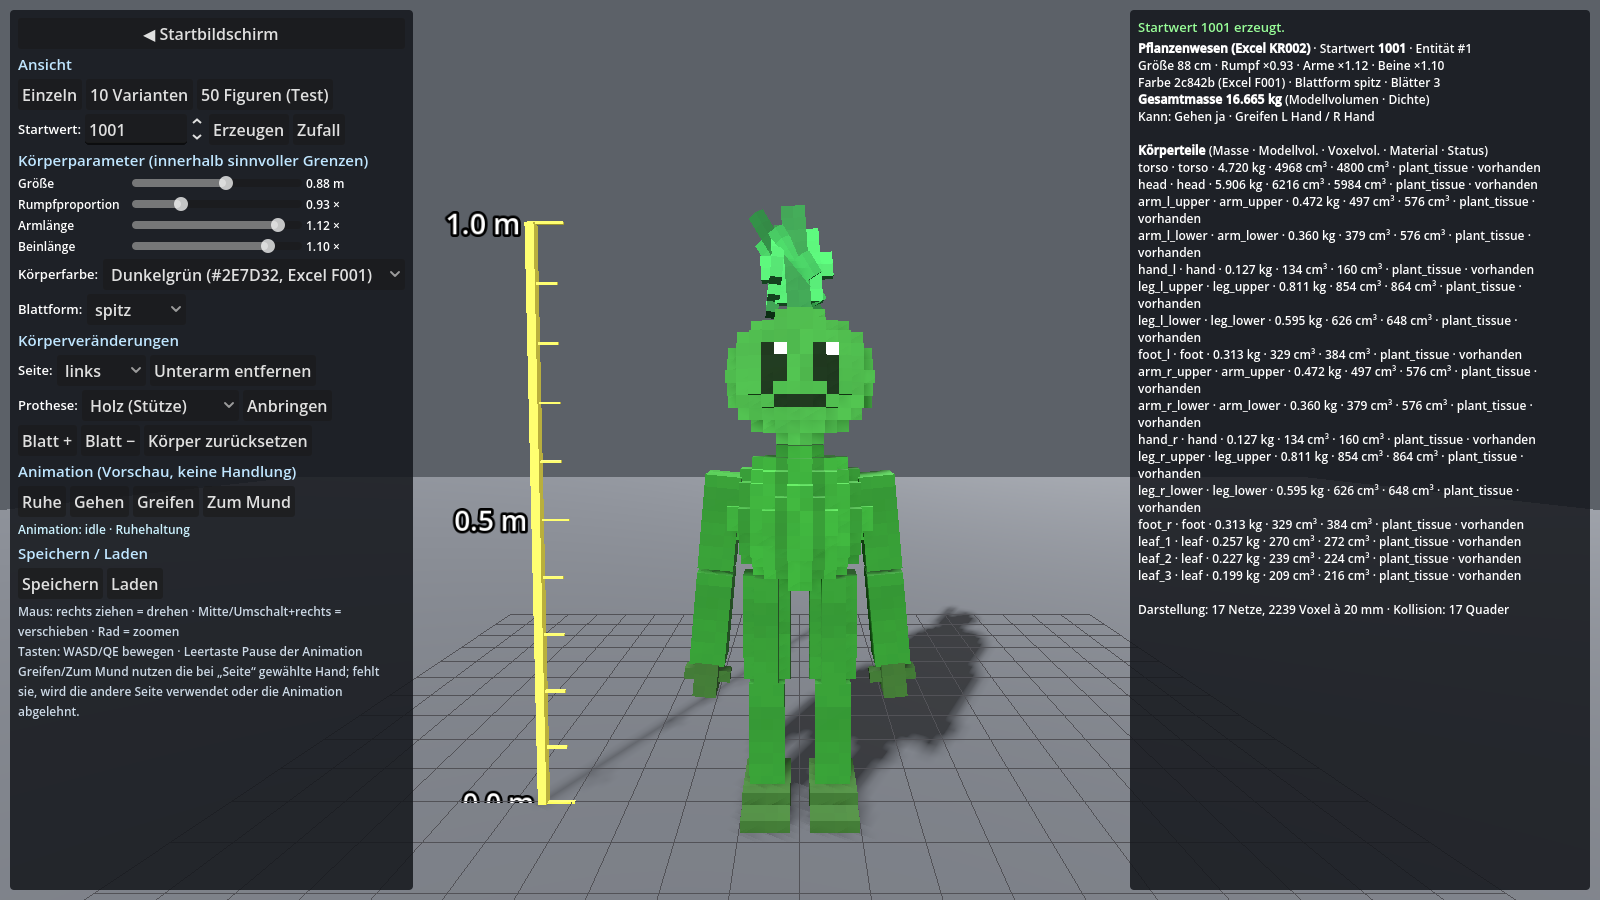 ◀ Startbildschirm
Ansicht
Einzeln 10 Varianten 50 Figuren (Test)
Startwert: 1001 Erzeugen Zufall
Körperparameter (innerhalb sinnvoller Grenzen)
Größe 0.88 m
Rumpfproportion 0.93 ×
Armlänge 1.12 ×
Beinlänge 1.10 ×
Körperfarbe: Dunkelgrün (#2E7D32, Excel F001)
Blattform: spitz
Körperveränderungen
Seite: links Unterarm entfernen
Prothese: Holz (Stütze) Anbringen
Blatt + Blatt − Körper zurücksetzen
Animation (Vorschau, keine Handlung)
Ruhe Gehen Greifen Zum Mund
Animation: idle · Ruhehaltung
Speichern / Laden
Speichern Laden
Maus: rechts ziehen = drehen · Mitte/Umschalt+rechts =
verschieben · Rad = zoomen
Tasten: WASD/QE bewegen · Leertaste Pause der Animation
Greifen/Zum Mund nutzen die bei „Seite“ gewählte Hand; fehlt
sie, wird die andere Seite verwendet oder die Animation
abgelehnt.
1.0 m
0.5 m
0.0 m
Startwert 1001 erzeugt.
Pflanzenwesen (Excel KR002) · Startwert 1001 · Entität #1
Größe 88 cm · Rumpf ×0.93 · Arme ×1.12 · Beine ×1.10
Farbe 2c842b (Excel F001) · Blattform spitz · Blätter 3
Gesamtmasse 16.665 kg (Modellvolumen · Dichte)
Kann: Gehen ja · Greifen L Hand / R Hand
Körperteile (Masse · Modellvol. · Voxelvol. · Material · Status)
torso · torso · 4.720 kg · 4968 cm³ · 4800 cm³ · plant_tissue · vorhanden
head · head · 5.906 kg · 6216 cm³ · 5984 cm³ · plant_tissue · vorhanden
arm_l_upper · arm_upper · 0.472 kg · 497 cm³ · 576 cm³ · plant_tissue ·
vorhanden
arm_l_lower · arm_lower · 0.360 kg · 379 cm³ · 576 cm³ · plant_tissue ·
vorhanden
hand_l · hand · 0.127 kg · 134 cm³ · 160 cm³ · plant_tissue · vorhanden
leg_l_upper · leg_upper · 0.811 kg · 854 cm³ · 864 cm³ · plant_tissue ·
vorhanden
leg_l_lower · leg_lower · 0.595 kg · 626 cm³ · 648 cm³ · plant_tissue ·
vorhanden
foot_l · foot · 0.313 kg · 329 cm³ · 384 cm³ · plant_tissue · vorhanden
arm_r_upper · arm_upper · 0.472 kg · 497 cm³ · 576 cm³ · plant_tissue ·
vorhanden
arm_r_lower · arm_lower · 0.360 kg · 379 cm³ · 576 cm³ · plant_tissue ·
vorhanden
hand_r · hand · 0.127 kg · 134 cm³ · 160 cm³ · plant_tissue · vorhanden
leg_r_upper · leg_upper · 0.811 kg · 854 cm³ · 864 cm³ · plant_tissue ·
vorhanden
leg_r_lower · leg_lower · 0.595 kg · 626 cm³ · 648 cm³ · plant_tissue ·
vorhanden
foot_r · foot · 0.313 kg · 329 cm³ · 384 cm³ · plant_tissue · vorhanden
leaf_1 · leaf · 0.257 kg · 270 cm³ · 272 cm³ · plant_tissue · vorhanden
leaf_2 · leaf · 0.227 kg · 239 cm³ · 224 cm³ · plant_tissue · vorhanden
leaf_3 · leaf · 0.199 kg · 209 cm³ · 216 cm³ · plant_tissue · vorhanden
Darstellung: 17 Netze, 2239 Voxel à 20 mm · Kollision: 17 Quader